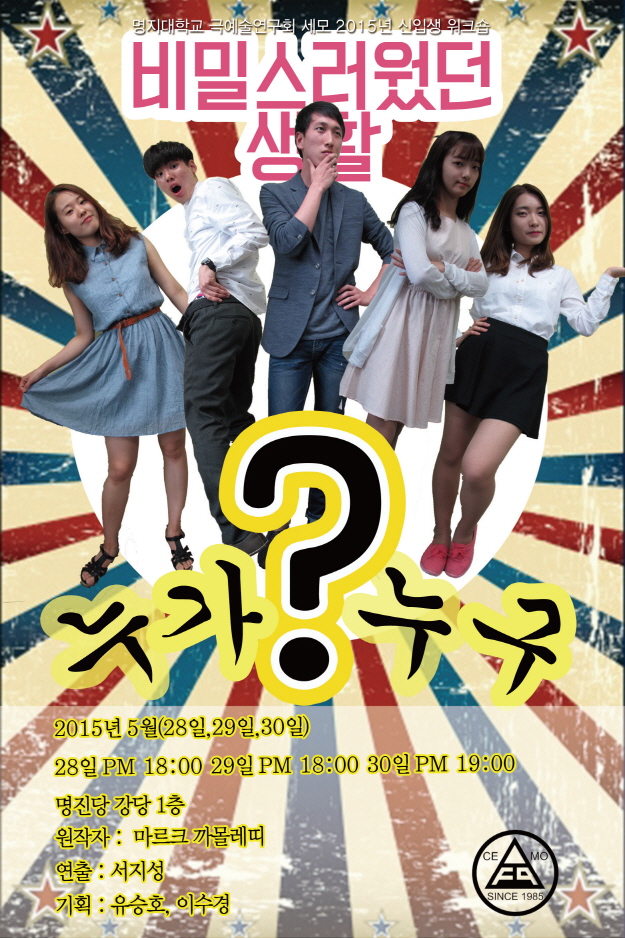 명지대학교 극예술연구회 세모 2015년 신입생 워크숍
비밀스러웠던
생활
누가 ? 누구
2015년 5월(28일,29일,30일)
28일 PM 18:00 29일 PM 18:00 30일 PM 19:00
명진당 강당 1층
원작자 : 마르크 까몰레띠
연출 : 서지성
기획 : 유승호, 이수경
CE MO
SINCE 1985